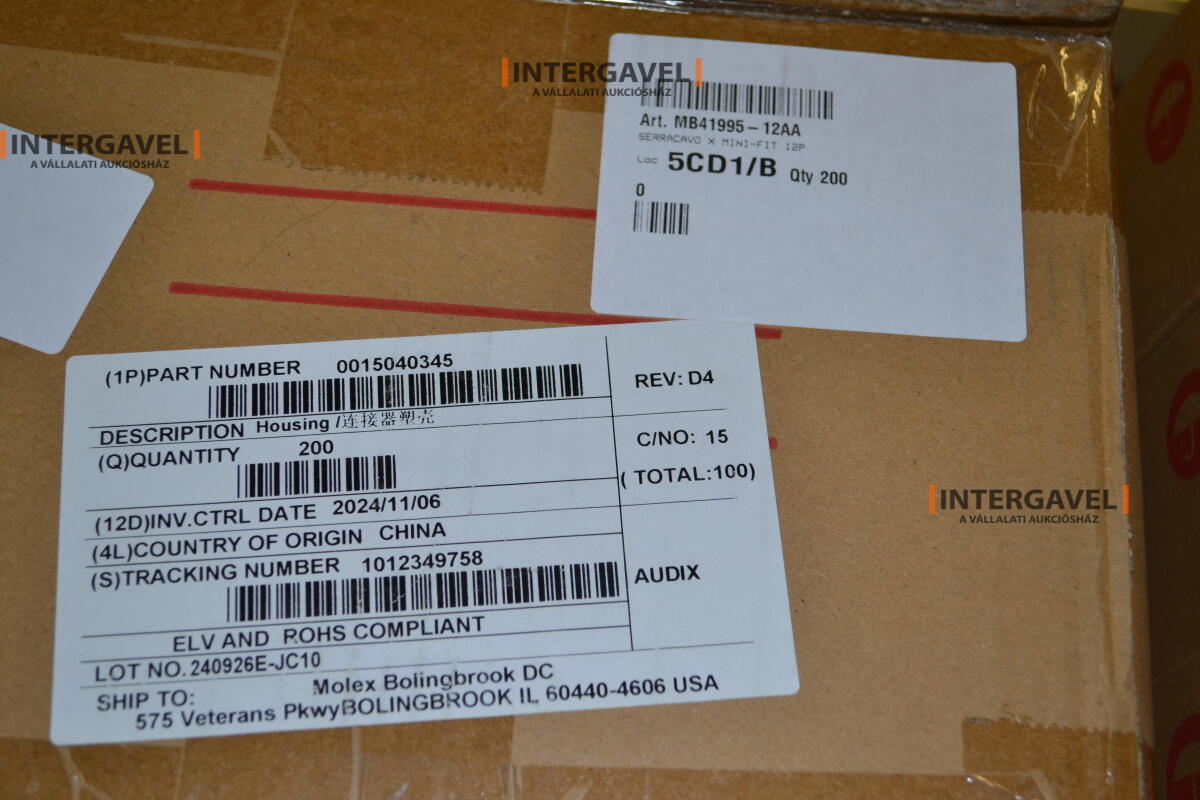 INTERGAVEL
A VÁLLALATI AUKCIÓSHÁZ
Art. MB41995-12AA
SERRACAVO X MINI-FIT 12P
Loc 5CD1/B Qty 200
0
INTERGAVEL
A VÁLLALATI AUKCIÓSHÁZ
(1P)PART NUMBER 0015040345
REV: D4
DESCRIPTION Housing /连接器塑壳
(Q)QUANTITY 200
C/NO: 15
( TOTAL:100)
(12D)INV.CTRL DATE 2024/11/06
(4L)COUNTRY OF ORIGIN CHINA
(S)TRACKING NUMBER 1012349758
AUDIX
ELV AND ROHS COMPLIANT
LOT NO. 240926E-JC10
SHIP TO: Molex Bolingbrook DC
575 Veterans PkwyBOLINGBROOK IL 60440-4606 USA
INTERGAVEL
A VÁLLALATI AUKCIÓSHÁZ